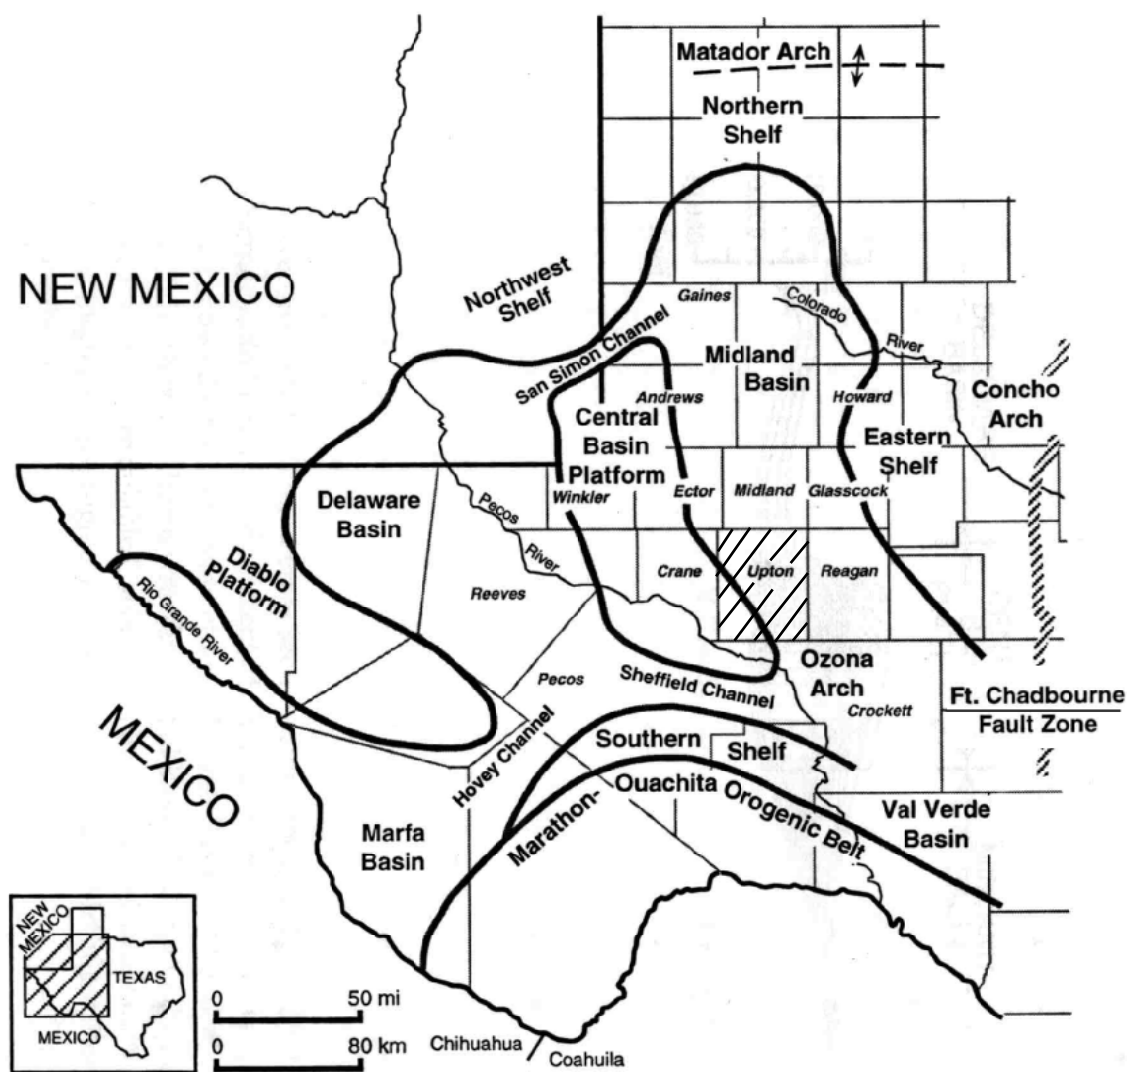 Matador Arch
Northern
Shelf
NEW MEXICO
Northwest
Shelf
Gaines
Colorado
River
San Simon Channel
Midland
Basin
Andrews
Howard
Concho
Arch
Central
Basin
Platform
Eastern
Shelf
Delaware
Basin
Pecos
River
Winkler
Ector
Midland
Glasscock
Diablo
Platform
Rio Grande River
Reeves
Crane
Upton
Reagan
Pecos
Sheffield Channel
Ozona
Arch
Crockett
Ft. Chadbourne
Fault Zone
MEXICO
Hovey Channel
Southern
Shelf
Marathon-
Ouachita
Orogenic Belt
Val Verde
Basin
Marfa
Basin
NEW
MEXICO
TEXAS
MEXICO
0 50 mi
0 80 km
Chihuahua
Coahuila